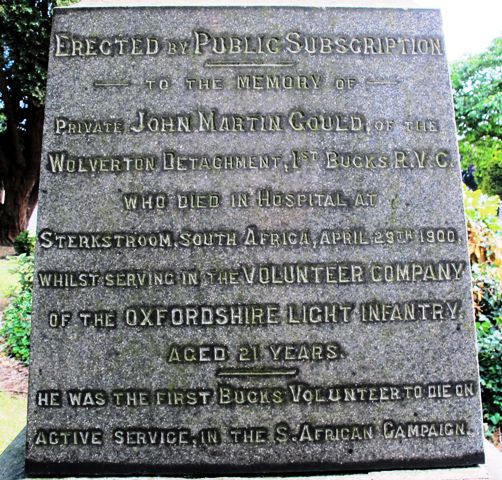 Erected by Public Subscription
to the memory of
Private John Martin Gould, of the
Wolverton Detachment, 1st Bucks R.V.C.
who died in Hospital at
Sterkstroom, South Africa, April 29th 1900,
whilst serving in the VOLUNTEER COMPANY
of the OXFORDSHIRE LIGHT INFANTRY,
AGED 21 YEARS.
He was the first Bucks Volunteer to die on
active service, in the S. African Campaign.